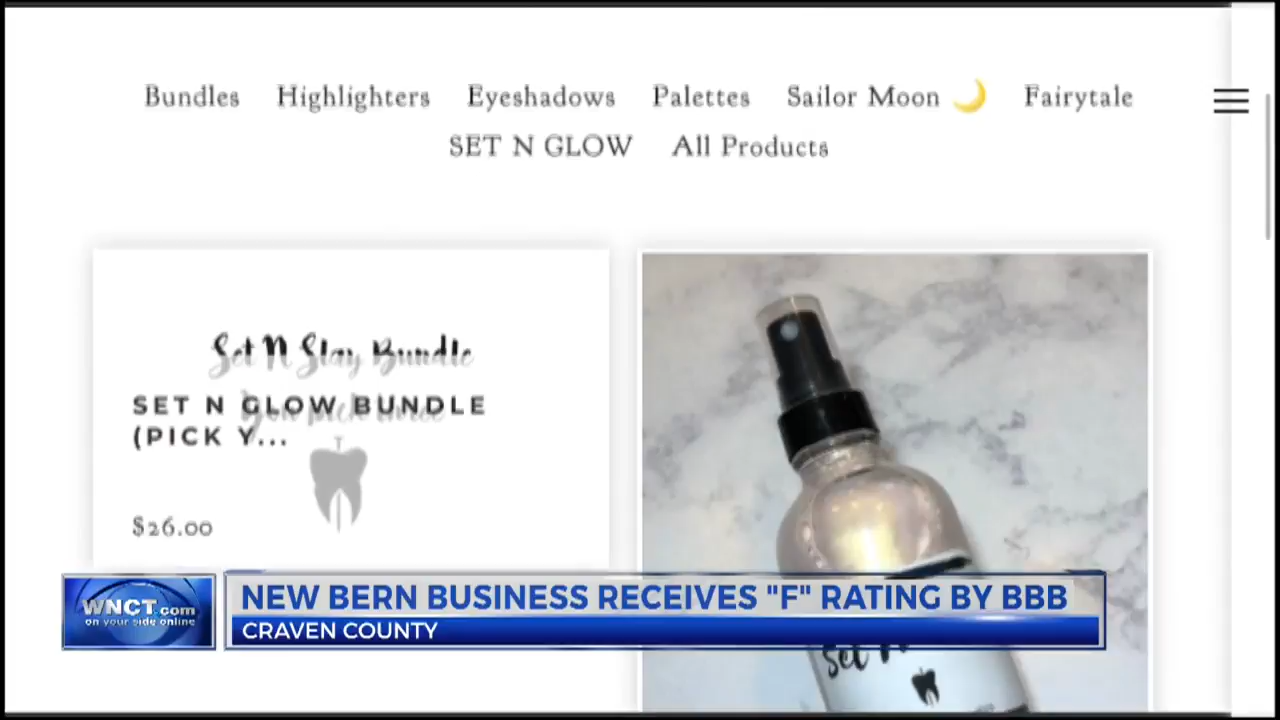 Bundles Highlighters Eyeshadows Palettes Sailor Moon 🌙 Fairytale
SET N GLOW All Products
Set N Slay Bundle
SET N GLOW BUNDLE
(PICK Y...
$26.00
Set N
WNCT.com
on your side online
NEW BERN BUSINESS RECEIVES "F" RATING BY BBB
CRAVEN COUNTY